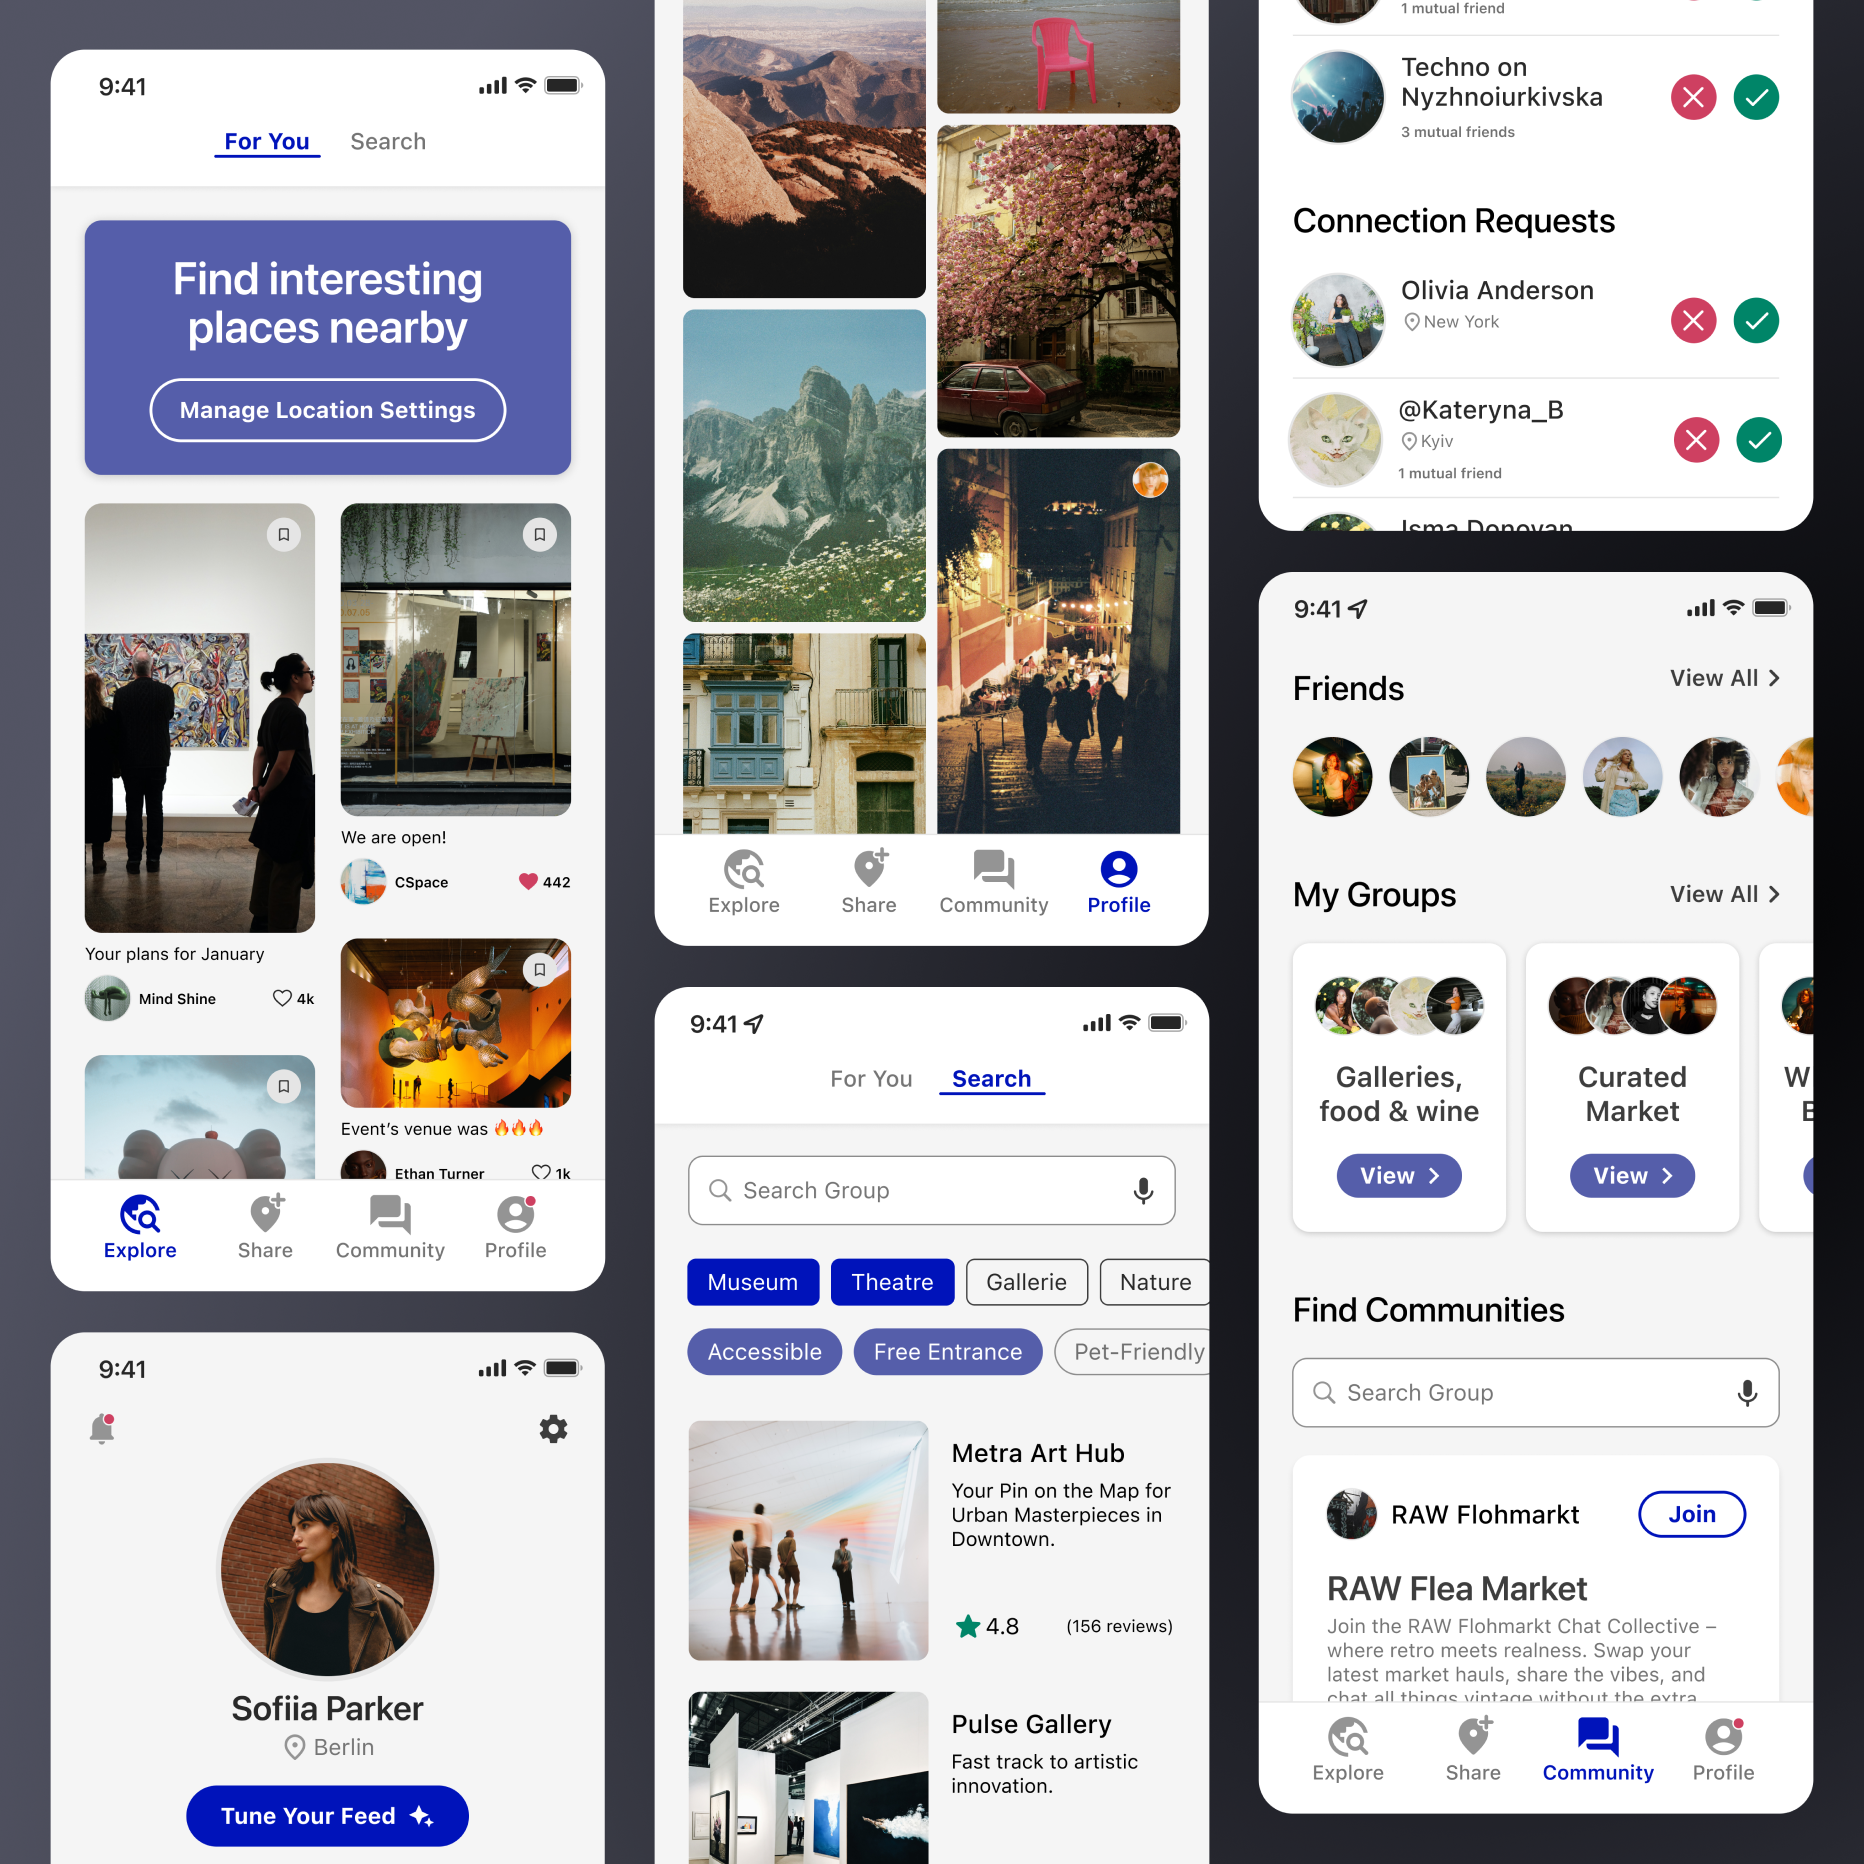 9:41
For You
Search
Find interesting
places nearby
Manage Location Settings
We are open!
CSpace
442
Your plans for January
Mind Shine
4k
Event's venue was 🔥🔥🔥
Ethan Turner
1k
Explore
Share
Community
Profile
9:41
Sofiia Parker
Berlin
Tune Your Feed
Explore
Share
Community
Profile
9:41
For You
Search
Search Group
Museum
Theatre
Gallerie
Nature
Accessible
Free Entrance
Pet-Friendly
Metra Art Hub
Your Pin on the Map for
Urban Masterpieces in
Downtown.
4.8
(156 reviews)
Pulse Gallery
Fast track to artistic
innovation.
1 mutual friend
Techno on
Nyzhnoiurkivska
3 mutual friends
Connection Requests
Olivia Anderson
New York
@Kateryna_B
Kyiv
1 mutual friend
Isma Donovan
9:41
Friends
View All
My Groups
View All
Galleries,
food & wine
View
Curated
Market
View
Find Communities
Search Group
RAW Flohmarkt
Join
RAW Flea Market
Join the RAW Flohmarkt Chat Collective –
where retro meets realness. Swap your
latest market hauls, share the vibes, and
chat all things vintage without the extra
Explore
Share
Community
Profile